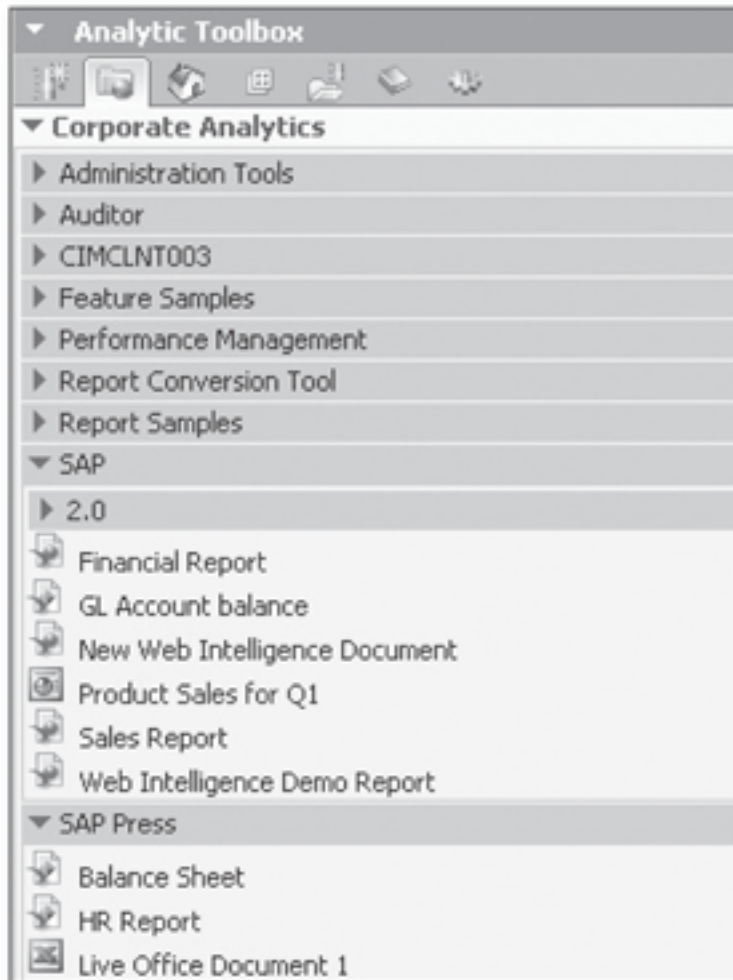 Analytic Toolbox
Corporate Analytics
Administration Tools
Auditor
CIMCLNT003
Feature Samples
Performance Management
Report Conversion Tool
Report Samples
SAP
2.0
Financial Report
GL Account balance
New Web Intelligence Document
Product Sales for Q1
Sales Report
Web Intelligence Demo Report
SAP Press
Balance Sheet
HR Report
Live Office Document 1